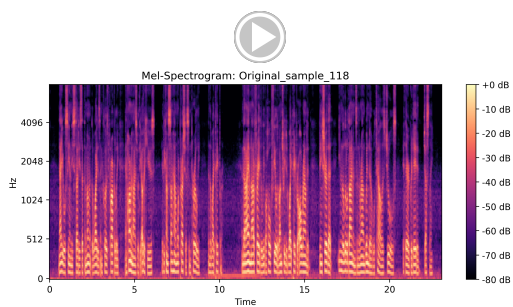 Mel-Spectrogram: Original_sample_118
+0 dB
4096
-10 dB
-20 dB
2048
-30 dB
Hz
1024
-40 dB
-50 dB
512
-60 dB
-70 dB
0
-80 dB
0 5 10 15 20
Time